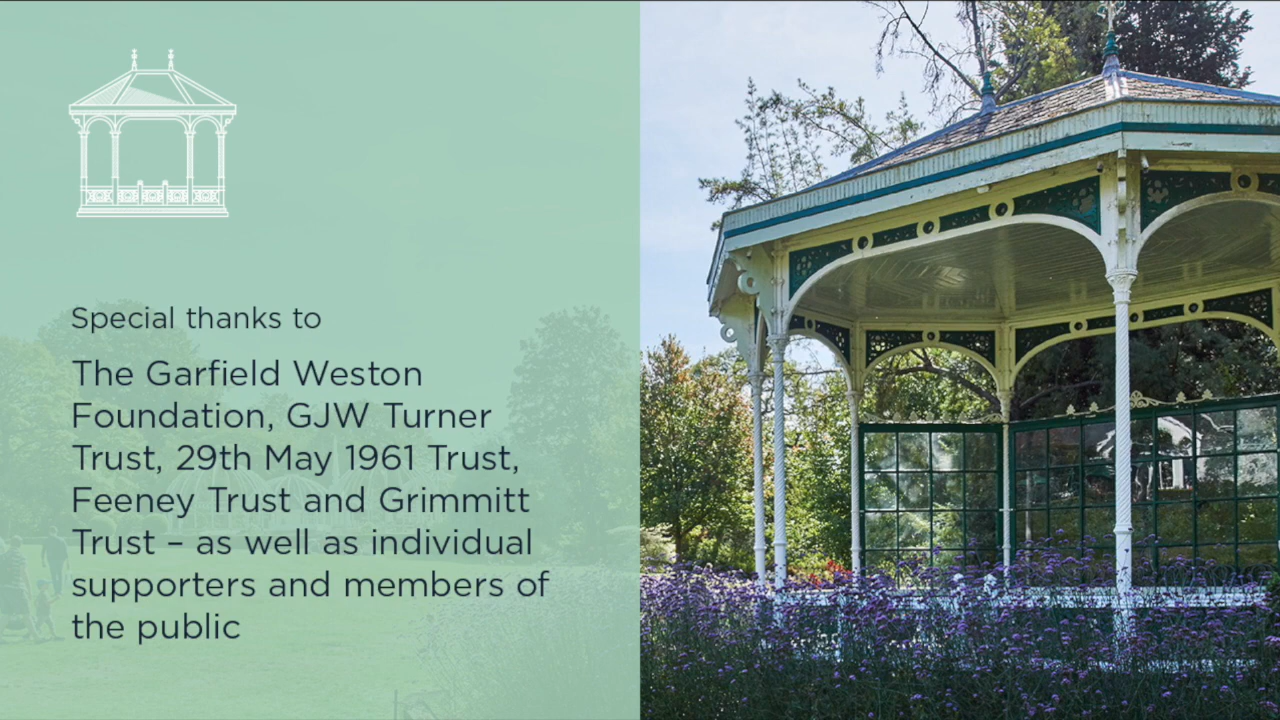 Special thanks to
The Garfield Weston
Foundation, GJW Turner
Trust, 29th May 1961 Trust,
Feeney Trust and Grimmitt
Trust – as well as individual
supporters and members of
the public